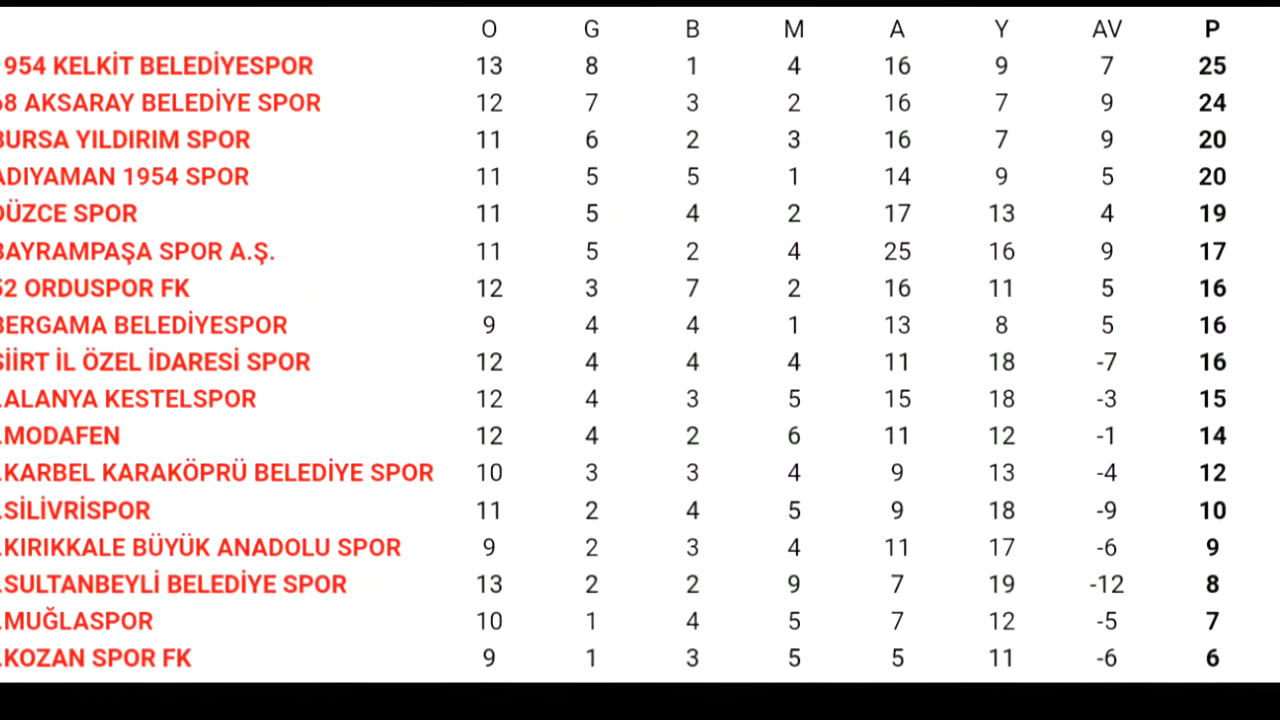 O G B M A Y AV P
1954 KELKİT BELEDİYESPOR 13 8 1 4 16 9 7 25
68 AKSARAY BELEDİYE SPOR 12 7 3 2 16 7 9 24
BURSA YILDIRIM SPOR 11 6 2 3 16 7 9 20
ADIYAMAN 1954 SPOR 11 5 5 1 14 9 5 20
DÜZCE SPOR 11 5 4 2 17 13 4 19
BAYRAMPAŞA SPOR A.Ş. 11 5 2 4 25 16 9 17
52 ORDUSPOR FK 12 3 7 2 16 11 5 16
BERGAMA BELEDİYESPOR 9 4 4 1 13 8 5 16
SİİRT İL ÖZEL İDARESİ SPOR 12 4 4 4 11 18 -7 16
.ALANYA KESTELSPOR 12 4 3 5 15 18 -3 15
.MODAFEN 12 4 2 6 11 12 -1 14
.KARBEL KARAKÖPRÜ BELEDİYE SPOR 10 3 3 4 9 13 -4 12
.SİLİVRİSPOR 11 2 4 5 9 18 -9 10
.KIRIKKALE BÜYÜK ANADOLU SPOR 9 2 3 4 11 17 -6 9
.SULTANBEYLİ BELEDİYE SPOR 13 2 2 9 7 19 -12 8
.MUĞLASPOR 10 1 4 5 7 12 -5 7
.KOZAN SPOR FK 9 1 3 5 5 11 -6 6